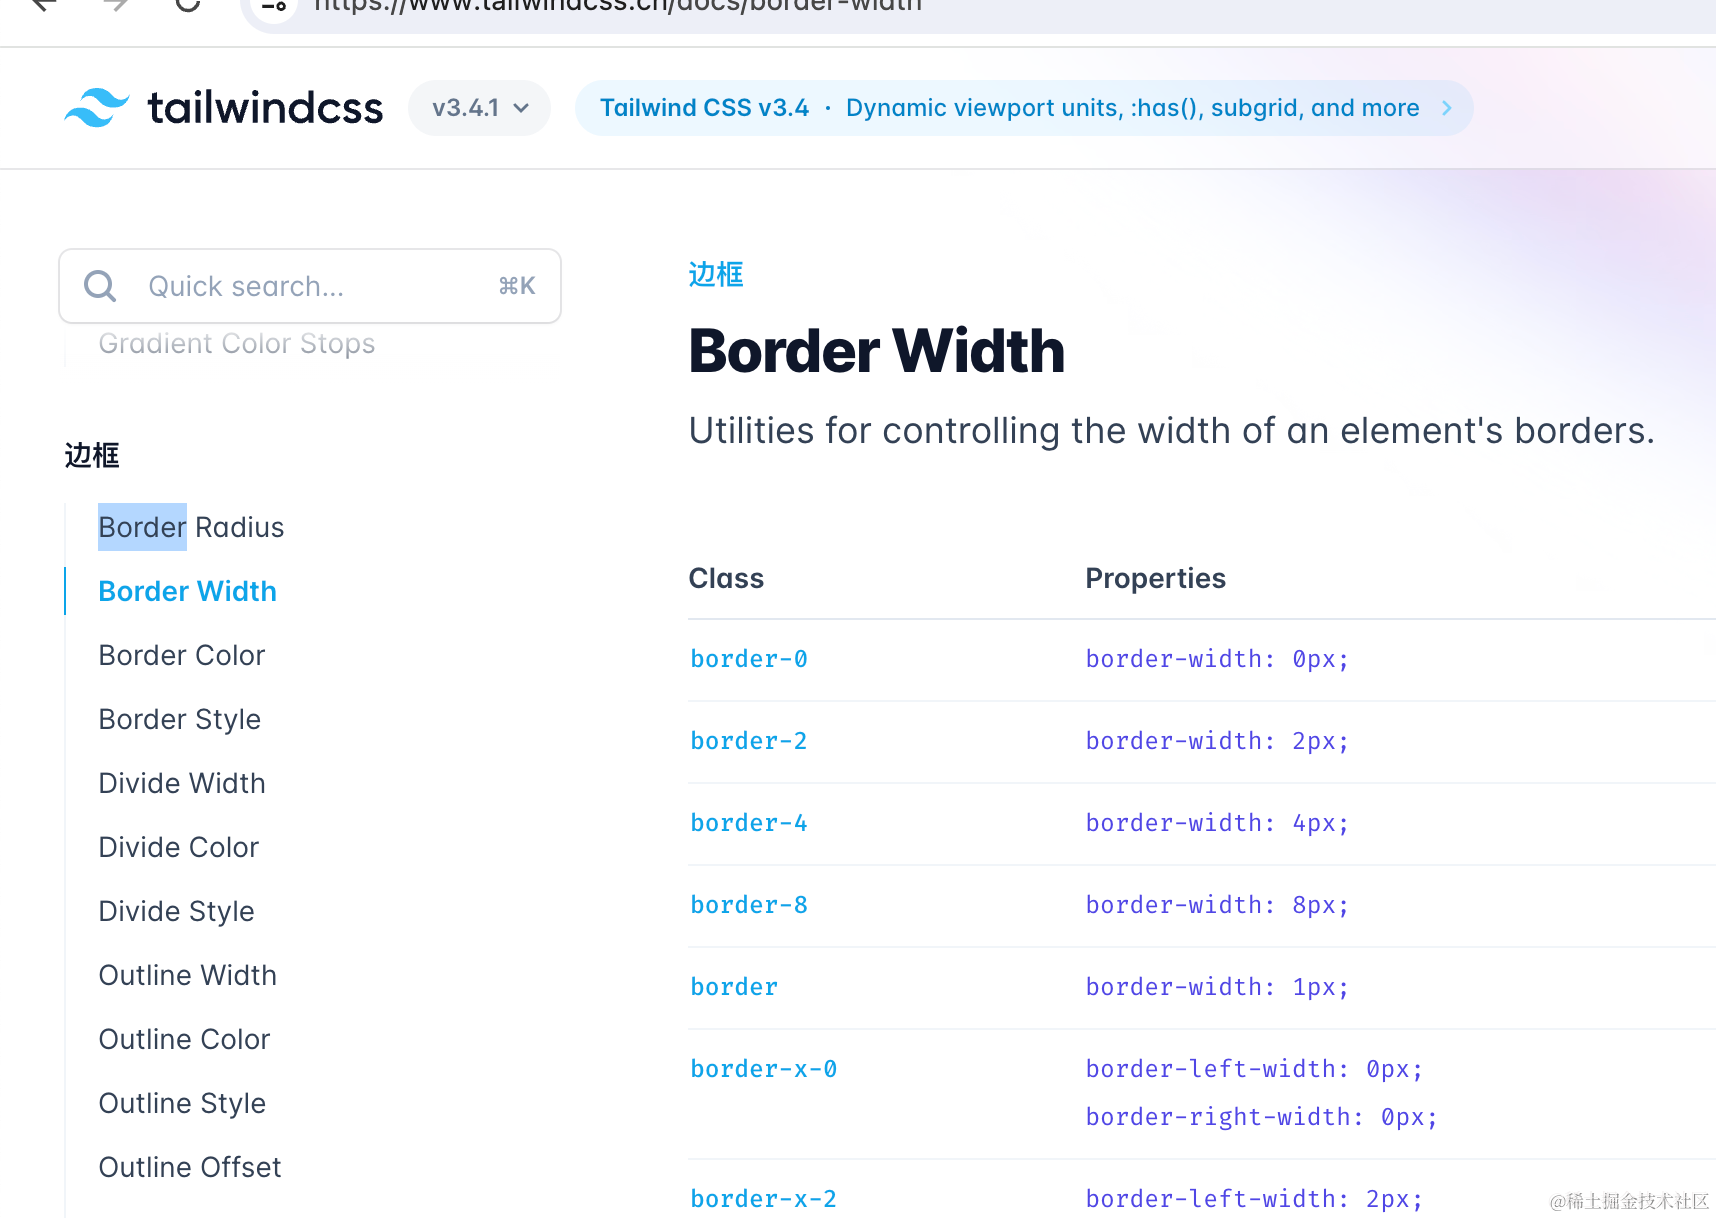 https://www.tailwindcss.cn/docs/border-width
tailwindcss
v3.4.1
Tailwind CSS v3.4 · Dynamic viewport units, :has(), subgrid, and more
Quick search...
⌘K
Gradient Color Stops
边框
Border Radius
Border Width
Border Color
Border Style
Divide Width
Divide Color
Divide Style
Outline Width
Outline Color
Outline Style
Outline Offset
边框
Border Width
Utilities for controlling the width of an element's borders.
Class Properties
border-0 border-width: 0px;
border-2 border-width: 2px;
border-4 border-width: 4px;
border-8 border-width: 8px;
border border-width: 1px;
border-x-0 border-left-width: 0px;
border-right-width: 0px;
border-x-2 border-left-width: 2px;
@稀土掘金技术社区